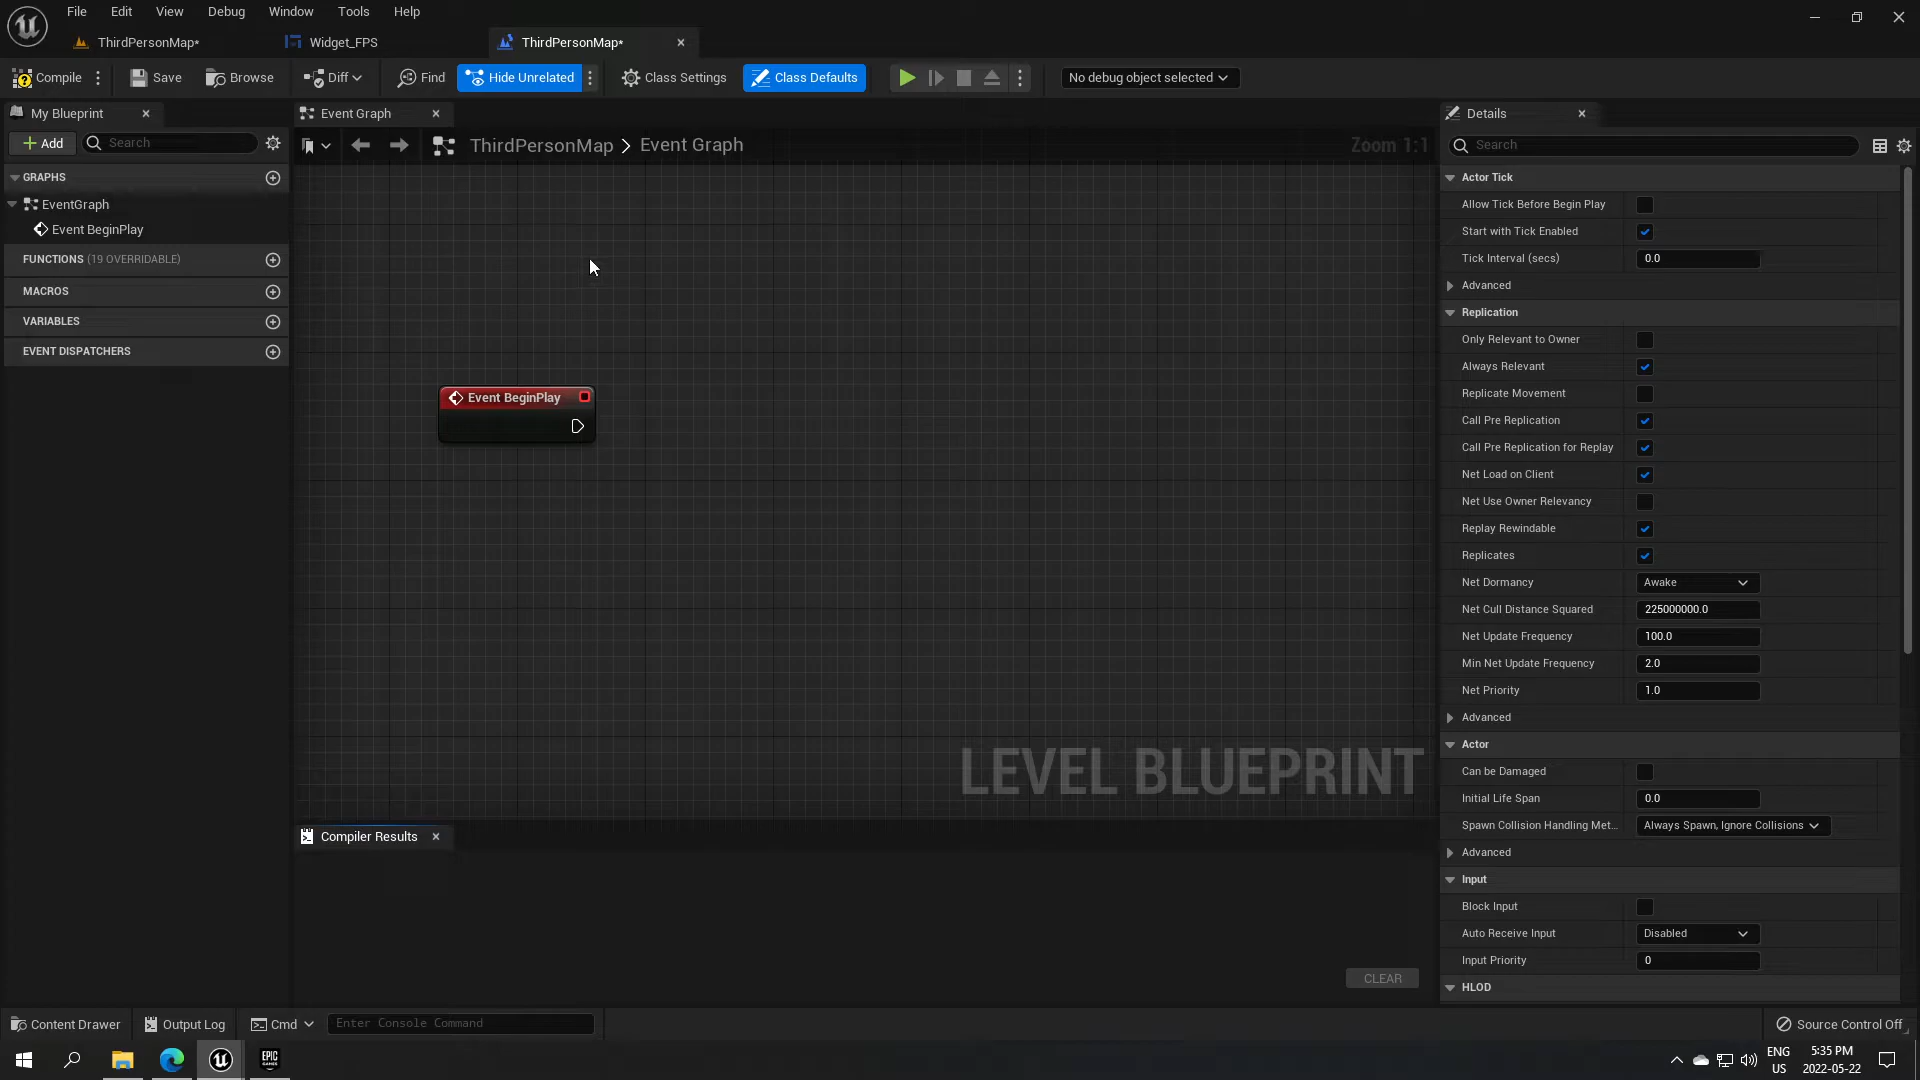 File Edit View Debug Window Tools Help
ThirdPersonMap* Widget_FPS ThirdPersonMap*
Compile Save Browse Diff Find Hide Unrelated Class Settings Class Defaults No debug object selected
My Blueprint Event Graph Details
Add Search ThirdPersonMap > Event Graph Zoom 1:1 Search
GRAPHS
EventGraph
Event BeginPlay
FUNCTIONS (19 OVERRIDABLE)
MACROS
VARIABLES
EVENT DISPATCHERS
Event BeginPlay
LEVEL BLUEPRINT
Compiler Results
CLEAR
Actor Tick
Allow Tick Before Begin Play
Start with Tick Enabled
Tick Interval (secs) 0.0
Advanced
Replication
Only Relevant to Owner
Always Relevant
Replicate Movement
Call Pre Replication
Call Pre Replication for Replay
Net Load on Client
Net Use Owner Relevancy
Replay Rewindable
Replicates
Net Dormancy Awake
Net Cull Distance Squared 225000000.0
Net Update Frequency 100.0
Min Net Update Frequency 2.0
Net Priority 1.0
Advanced
Actor
Can be Damaged
Initial Life Span 0.0
Spawn Collision Handling Met... Always Spawn, Ignore Collisions
Advanced
Input
Block Input
Auto Receive Input Disabled
Input Priority 0
HLOD
Content Drawer Output Log Cmd Enter Console Command Source Control Off
EPIC GAMES
ENG
US
5:35 PM
2022-05-22